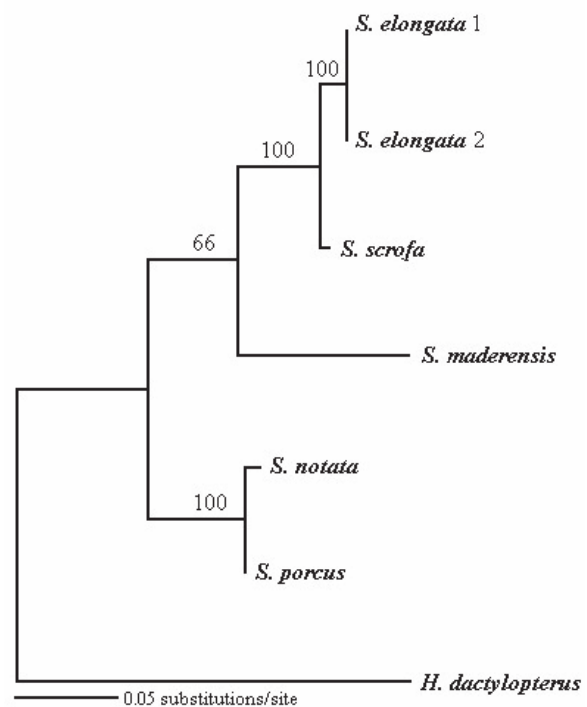 S. elongata 1
100
S. elongata 2
100
S. scrofa
66
S. maderensis
S. notata
100
S. porcus
H. dactylopterus
0.05 substitutions/site